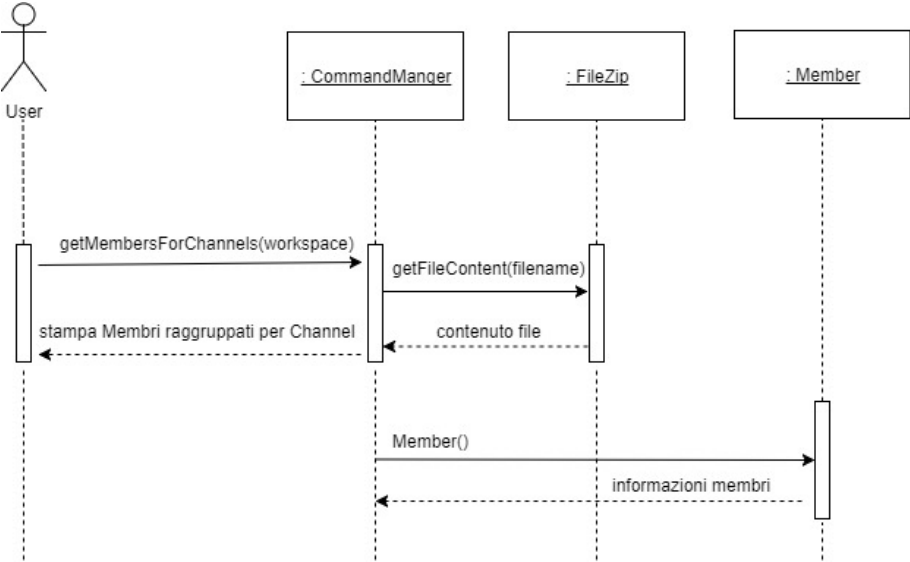 : CommandManger
: FileZip
: Member
User
getMembersForChannels(workspace)
getFileContent(filename)
stampa Membri raggruppati per Channel
contenuto file
Member()
informazioni membri